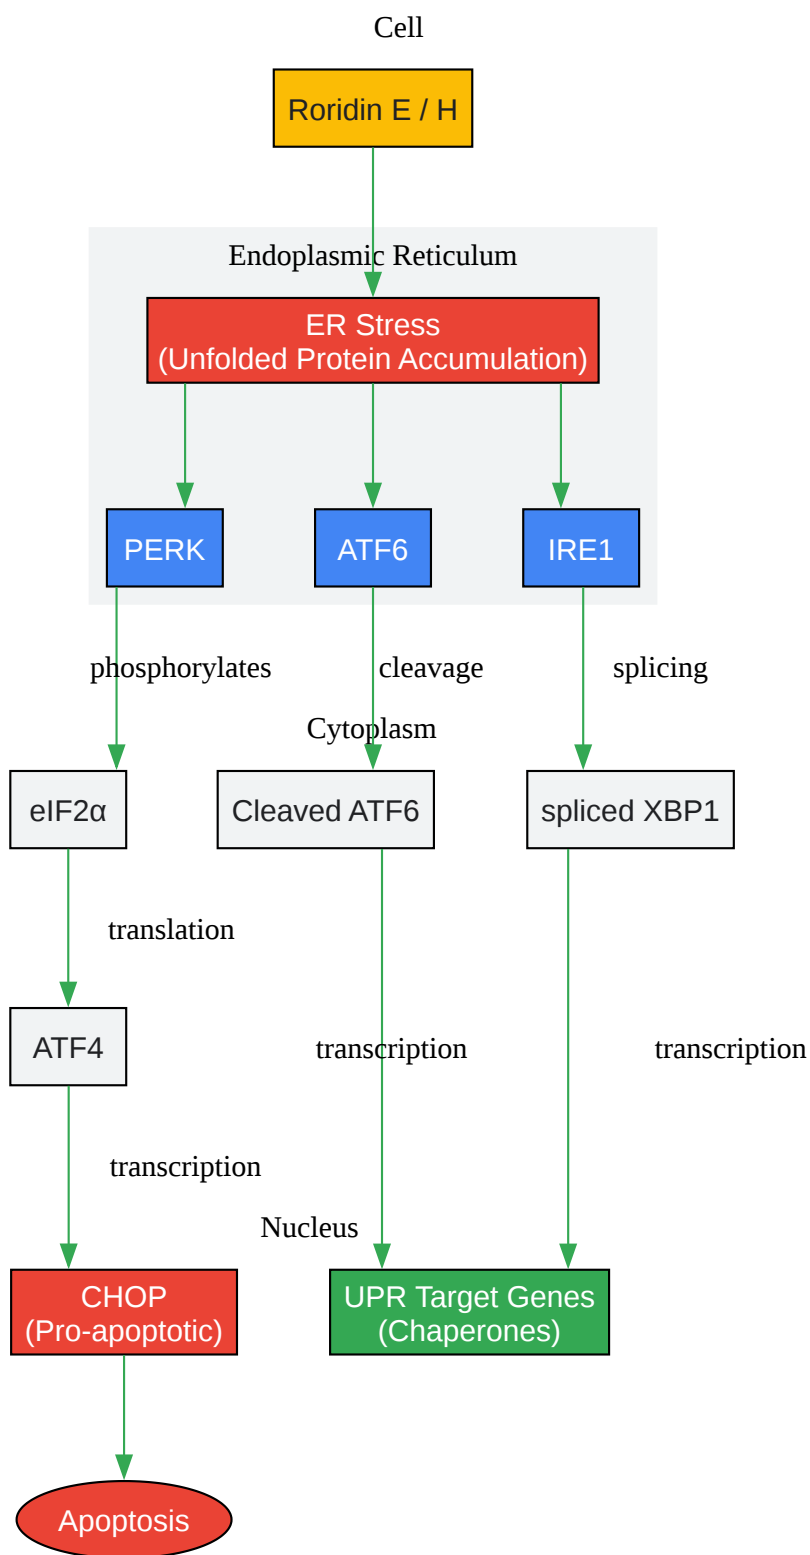 Cell
Roridin E / H
Endoplasmic Reticulum
ER Stress
(Unfolded Protein Accumulation)
PERK
ATF6
IRE1
phosphorylates
cleavage
splicing
Cytoplasm
eIF2α
Cleaved ATF6
spliced XBP1
translation
ATF4
transcription
transcription
transcription
Nucleus
CHOP
(Pro-apoptotic)
UPR Target Genes
(Chaperones)
Apoptosis